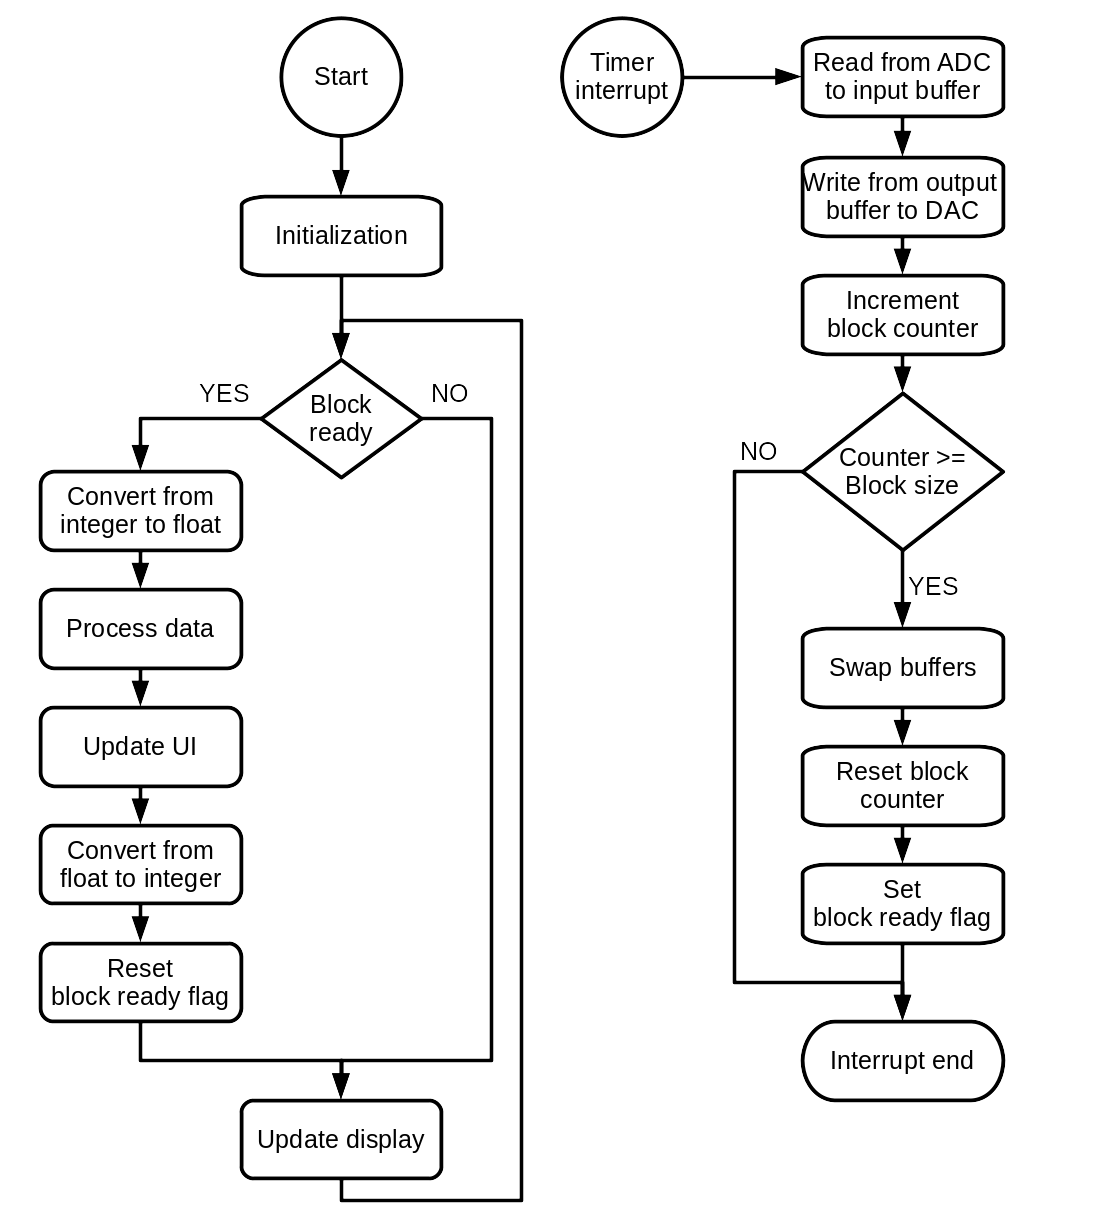 Start
Initialization
Block
ready
YES
NO
Convert from
integer to float
Process data
Update UI
Convert from
float to integer
Reset
block ready flag
Update display
Timer
interrupt
Read from ADC
to input buffer
Write from output
buffer to DAC
Increment
block counter
Counter >=
Block size
NO
YES
Swap buffers
Reset block
counter
Set
block ready flag
Interrupt end